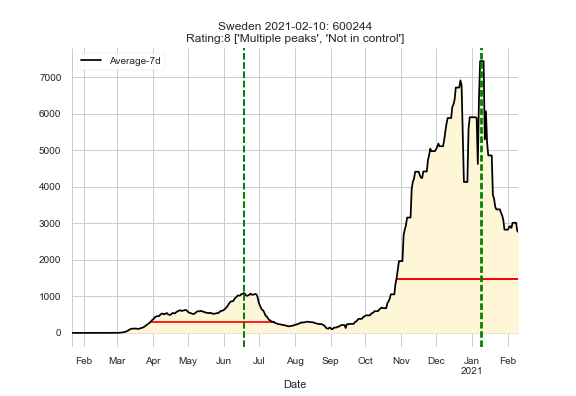 Sweden 2021-02-10: 600244
Rating:8 ['Multiple peaks', 'Not in control']
Average-7d
7000
6000
5000
4000
3000
2000
1000
0
Feb Mar Apr May Jun Jul Aug Sep Oct Nov Dec Jan Feb
2021
Date